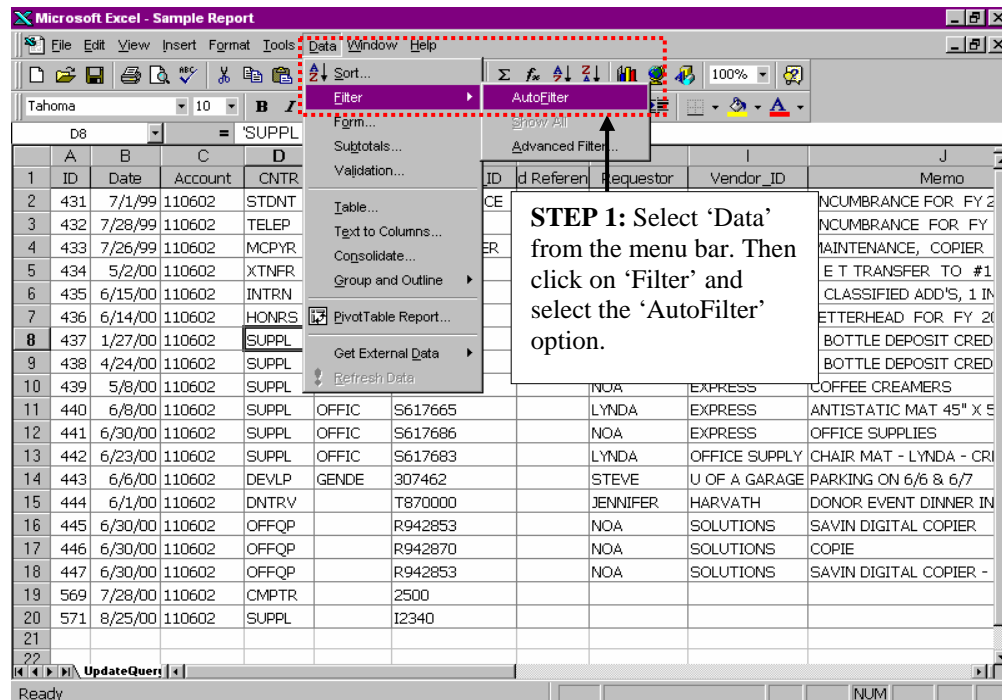 Microsoft Excel - Sample Report
File Edit View Insert Format Tools Data Window Help
100%
Tahoma 10 B I
D8 = 'SUPPL
Sort...
Filter
Form...
Subtotals...
Validation...
Table...
Text to Columns...
Consolidate...
Group and Outline
PivotTable Report...
Get External Data
Refresh Data
AutoFilter
Show All
Advanced Filter...
STEP 1: Select ‘Data’
from the menu bar. Then
click on ‘Filter’ and
select the ‘AutoFilter’
option.
A B C D I J
1 ID Date Account CNTR _ID d Referen Requestor Vendor_ID Memo
2 431 7/1/99 110602 STDNT CE NCUMBRANCE FOR FY 2
3 432 7/28/99 110602 TELEP NCUMBRANCE FOR FY
4 433 7/26/99 110602 MCPYR ER MAINTENANCE, COPIER
5 434 5/2/00 110602 XTNFR E T TRANSFER TO #1
6 435 6/15/00 110602 INTRN CLASSIFIED ADD'S, 1 IN
7 436 6/14/00 110602 HONRS ETTERHEAD FOR FY 20
8 437 1/27/00 110602 SUPPL BOTTLE DEPOSIT CRED
9 438 4/24/00 110602 SUPPL BOTTLE DEPOSIT CRED
10 439 5/8/00 110602 SUPPL NOA EXPRESS COFFEE CREAMERS
11 440 6/8/00 110602 SUPPL OFFIC S617665 LYNDA EXPRESS ANTISTATIC MAT 45" X 5
12 441 6/30/00 110602 SUPPL OFFIC S617686 NOA EXPRESS OFFICE SUPPLIES
13 442 6/23/00 110602 SUPPL OFFIC S617683 LYNDA OFFICE SUPPLY CHAIR MAT - LYNDA - CRI
14 443 6/6/00 110602 DEVLP GENDE 307462 STEVE U OF A GARAGE PARKING ON 6/6 & 6/7
15 444 6/1/00 110602 DNTRV T870000 JENNIFER HARVATH DONOR EVENT DINNER IN
16 445 6/30/00 110602 OFFQP R942853 NOA SOLUTIONS SAVIN DIGITAL COPIER
17 446 6/30/00 110602 OFFQP R942870 NOA SOLUTIONS COPIE
18 447 6/30/00 110602 OFFQP R942853 NOA SOLUTIONS SAVIN DIGITAL COPIER -
19 569 7/28/00 110602 CMPTR 2500
20 571 8/25/00 110602 SUPPL I2340
21
22
UpdateQuery
Ready NUM